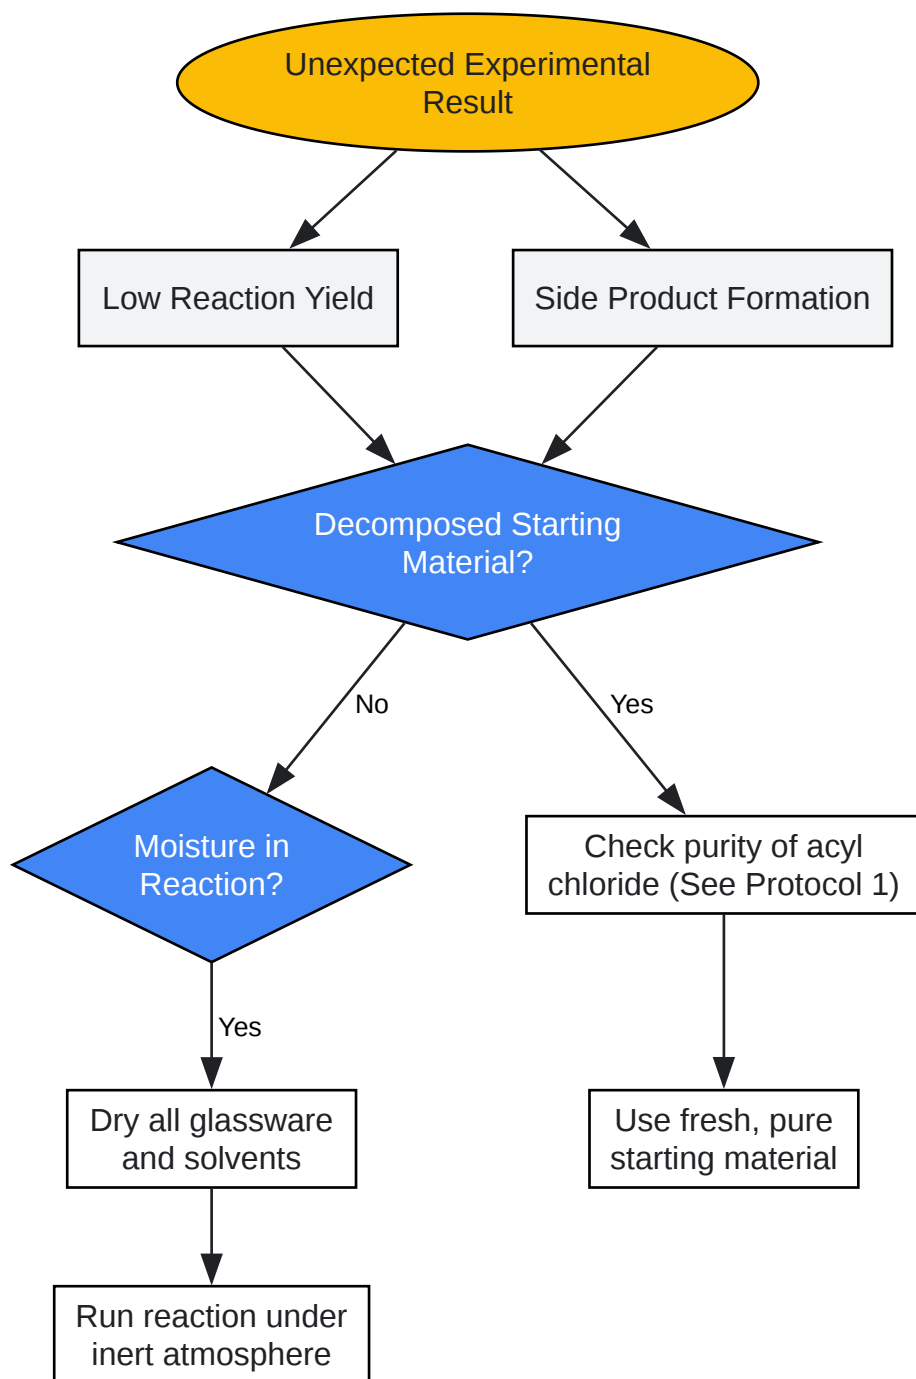 Unexpected Experimental
Result
Low Reaction Yield
Side Product Formation
Decomposed Starting
Material?
No
Yes
Moisture in
Reaction?
Check purity of acyl
chloride (See Protocol 1)
Yes
Dry all glassware
and solvents
Use fresh, pure
starting material
Run reaction under
inert atmosphere